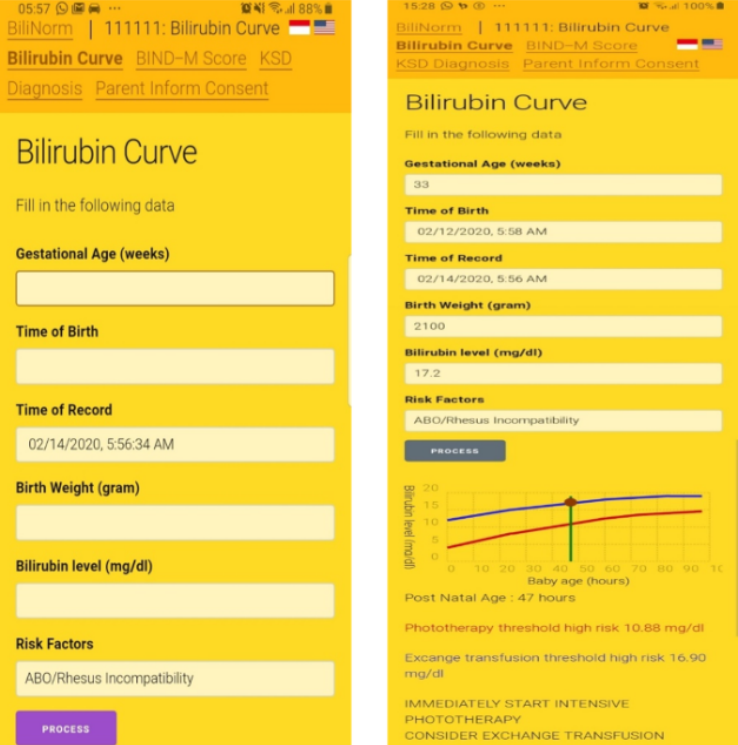 05:57 ... 88%
BiliNorm | 111111: Bilirubin Curve
Bilirubin Curve BIND-M Score KSD
Diagnosis Parent Inform Consent
Bilirubin Curve
Fill in the following data
Gestational Age (weeks)
Time of Birth
Time of Record
02/14/2020, 5:56:34 AM
Birth Weight (gram)
Bilirubin level (mg/dl)
Risk Factors
ABO/Rhesus Incompatibility
PROCESS
15:28 ... 100%
BiliNorm | 111111: Bilirubin Curve
Bilirubin Curve BIND-M Score
KSD Diagnosis Parent Inform Consent
Bilirubin Curve
Fill in the following data
Gestational Age (weeks)
33
Time of Birth
02/12/2020, 5:58 AM
Time of Record
02/14/2020, 5:56 AM
Birth Weight (gram)
2100
Bilirubin level (mg/dl)
17.2
Risk Factors
ABO/Rhesus Incompatibility
PROCESS
Bilirubin level (mg/dl)
20
15
10
5
0
0 10 20 30 40 50 60 70 80 90 10
Baby age (hours)
Post Natal Age : 47 hours
Phototherapy threshold high risk 10.88 mg/dl
Excange transfusion threshold high risk 16.90
mg/dl
IMMEDIATELY START INTENSIVE
PHOTOTHERAPY
CONSIDER EXCHANGE TRANSFUSION